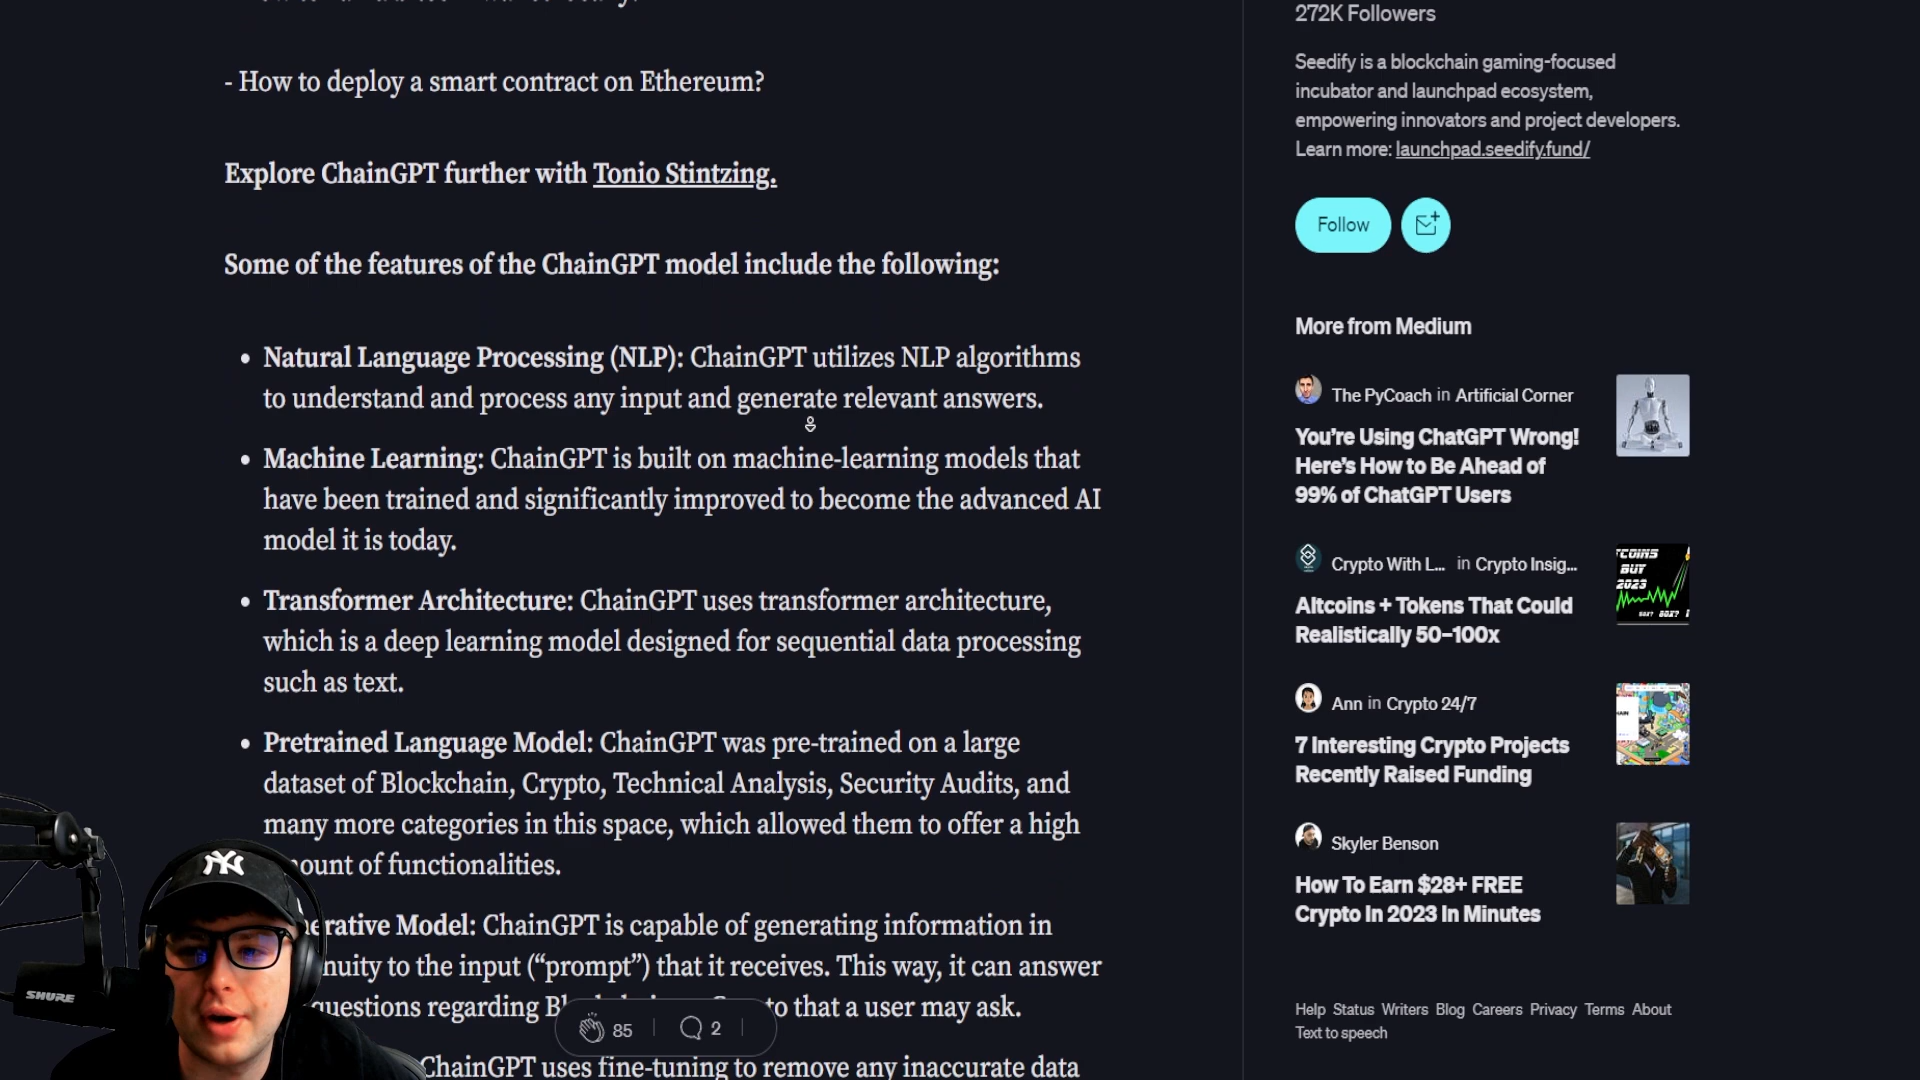 - How to deploy a smart contract on Ethereum?
Explore ChainGPT further with Tonio Stintzing.
Some of the features of the ChainGPT model include the following:
• Natural Language Processing (NLP): ChainGPT utilizes NLP algorithms
to understand and process any input and generate relevant answers.
• Machine Learning: ChainGPT is built on machine-learning models that
have been trained and significantly improved to become the advanced AI
model it is today.
• Transformer Architecture: ChainGPT uses transformer architecture,
which is a deep learning model designed for sequential data processing
such as text.
• Pretrained Language Model: ChainGPT was pre-trained on a large
dataset of Blockchain, Crypto, Technical Analysis, Security Audits, and
many more categories in this space, which allowed them to offer a high
of functionalities.
Model: ChainGPT is capable of generating information in
to the input (“prompt”) that it receives. This way, it can answer
questions regarding that a user may ask.
ChainGPT uses fine-tuning to remove any inaccurate data
85
2
NY
SHURE
272K Followers
Seedify is a blockchain gaming-focused
incubator and launchpad ecosystem,
empowering innovators and project developers.
Learn more: launchpad.seedify.fund/
Follow
More from Medium
The PyCoach in Artificial Corner
You’re Using ChatGPT Wrong!
Here’s How to Be Ahead of
99% of ChatGPT Users
Crypto With L... in Crypto Insig...
Altcoins + Tokens That Could
Realistically 50–100x
BUY
2023
Ann in Crypto 24/7
7 Interesting Crypto Projects
Recently Raised Funding
Skyler Benson
How To Earn $28+ FREE
Crypto In 2023 In Minutes
Help Status Writers Blog Careers Privacy Terms About
Text to speech